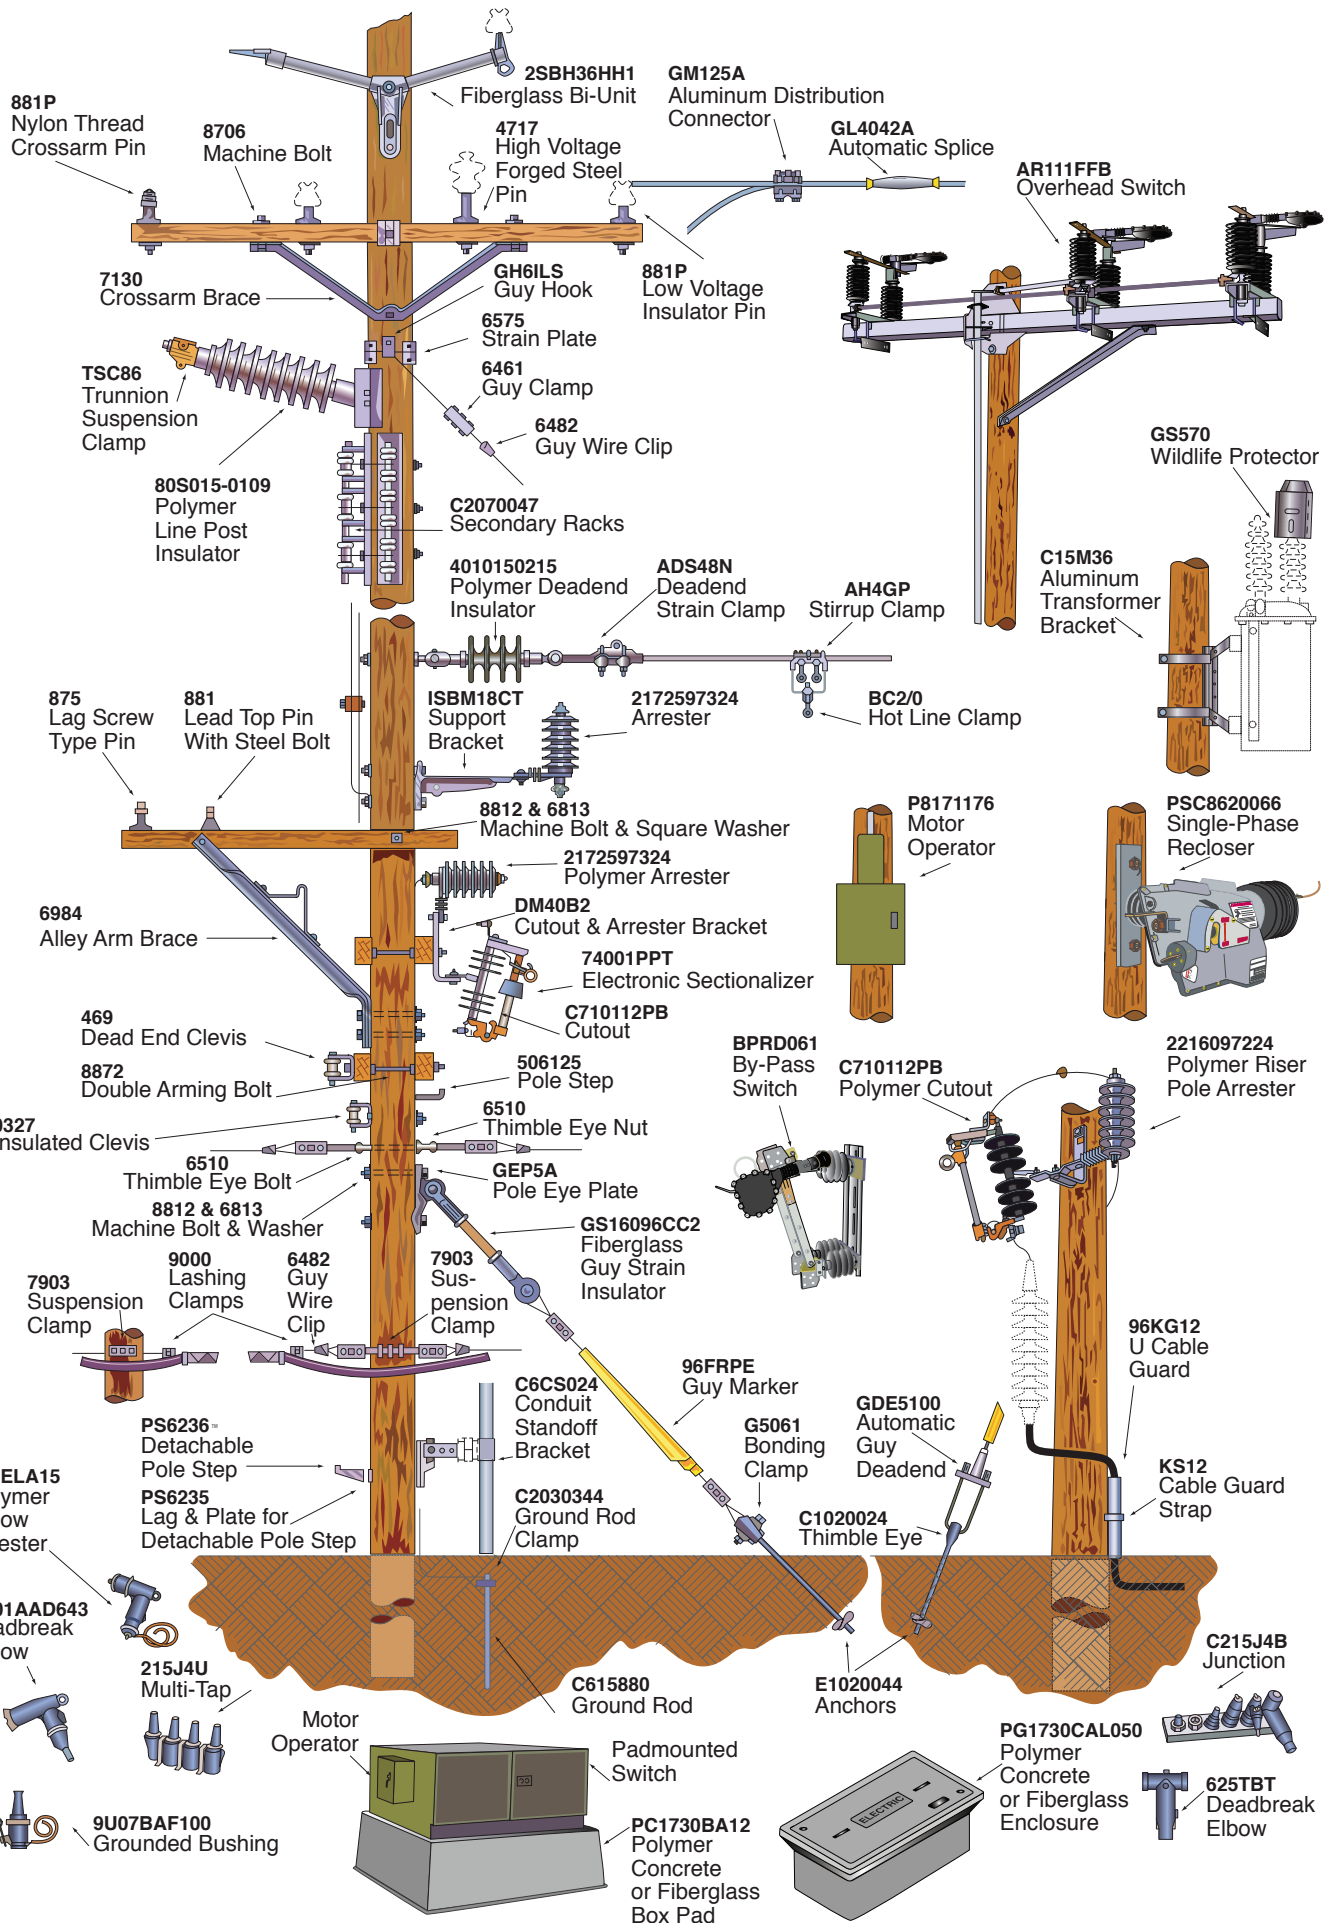 2SBH36HH1
Fiberglass Bi-Unit
GM125A
Aluminum Distribution
Connector
GL4042A
Automatic Splice
881P
Nylon Thread
Crossarm Pin
8706
Machine Bolt
4717
High Voltage
Forged Steel
Pin
AR111FFB
Overhead Switch
7130
Crossarm Brace
GH6ILS
Guy Hook
881P
Low Voltage
Insulator Pin
6575
Strain Plate
TSC86
Trunnion
Suspension
Clamp
6461
Guy Clamp
6482
Guy Wire Clip
GS570
Wildlife Protector
80S015-0109
Polymer
Line Post
Insulator
C2070047
Secondary Racks
4010150215
Polymer Deadend
Insulator
ADS48N
Deadend
Strain Clamp
AH4GP
Stirrup Clamp
C15M36
Aluminum
Transformer
Bracket
875
Lag Screw
Type Pin
881
Lead Top Pin
With Steel Bolt
ISBM18CT
Support
Bracket
2172597324
Arrester
BC2/0
Hot Line Clamp
8812 & 6813
Machine Bolt & Square Washer
P8171176
Motor
Operator
PSC8620066
Single-Phase
Recloser
2172597324
Polymer Arrester
6984
Alley Arm Brace
DM40B2
Cutout & Arrester Bracket
74001PPT
Electronic Sectionalizer
C710112PB
Cutout
469
Dead End Clevis
8872
Double Arming Bolt
506125
Pole Step
BPRD061
By-Pass
Switch
C710112PB
Polymer Cutout
2216097224
Polymer Riser
Pole Arrester
0327
nsulated Clevis
6510
Thimble Eye Nut
6510
Thimble Eye Bolt
GEP5A
Pole Eye Plate
8812 & 6813
Machine Bolt & Washer
GS16096CC2
Fiberglass
Guy Strain
Insulator
7903
Suspension
Clamp
9000
Lashing
Clamps
6482
Guy
Wire
Clip
7903
Sus-
pension
Clamp
96KG12
U Cable
Guard
96FRPE
Guy Marker
C6CS024
Conduit
Standoff
Bracket
GDE5100
Automatic
Guy
Deadend
G5061
Bonding
Clamp
PS6236™
Detachable
Pole Step
KS12
Cable Guard
Strap
ELA15
ymer
ow
ester
PS6235
Lag & Plate for
Detachable Pole Step
C2030344
Ground Rod
Clamp
C1020024
Thimble Eye
01AAD643
adbreak
ow
215J4U
Multi-Tap
C615880
Ground Rod
E1020044
Anchors
C215J4B
Junction
Motor
Operator
Padmounted
Switch
PG1730CAL050
Polymer
Concrete
or Fiberglass
Enclosure
ELECTRIC
625TBT
Deadbreak
Elbow
9U07BAF100
Grounded Bushing
PC1730BA12
Polymer
Concrete
or Fiberglass
Box Pad